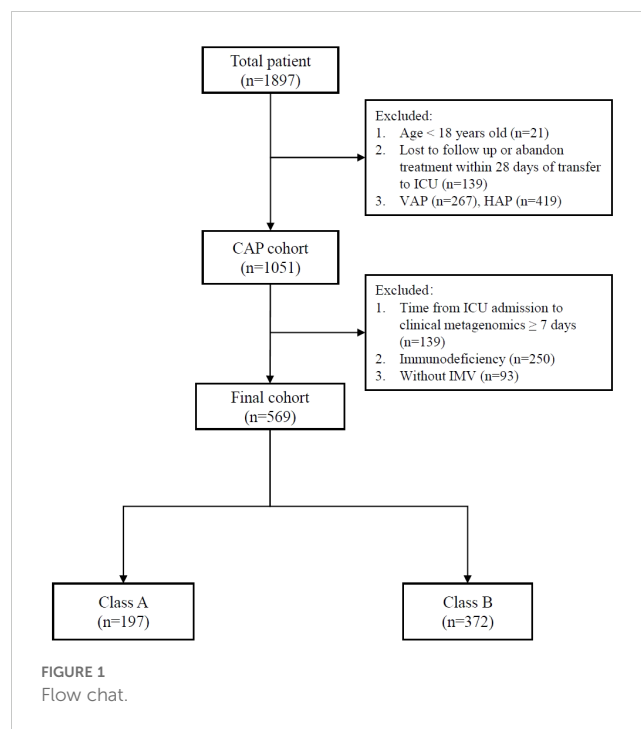 Total patient
(n=1897)
Excluded:
1. Age < 18 years old (n=21)
2. Lost to follow up or abandon
treatment within 28 days of transfer
to ICU (n=139)
3. VAP (n=267), HAP (n=419)
CAP cohort
(n=1051)
Excluded:
1. Time from ICU admission to
clinical metagenomics ≥ 7 days
(n=139)
2. Immunodeficiency (n=250)
3. Without IMV (n=93)
Final cohort
(n=569)
Class A
(n=197)
Class B
(n=372)
FIGURE 1
Flow chat.